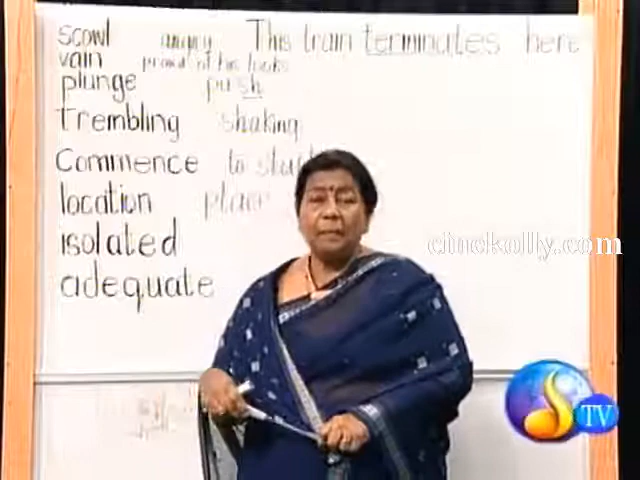 scowl angry This train terminates here
vain proud of his looks
plunge push
Trembling shaking
Commence to start
location place
isolated
adequate
cinekolly.com
TV